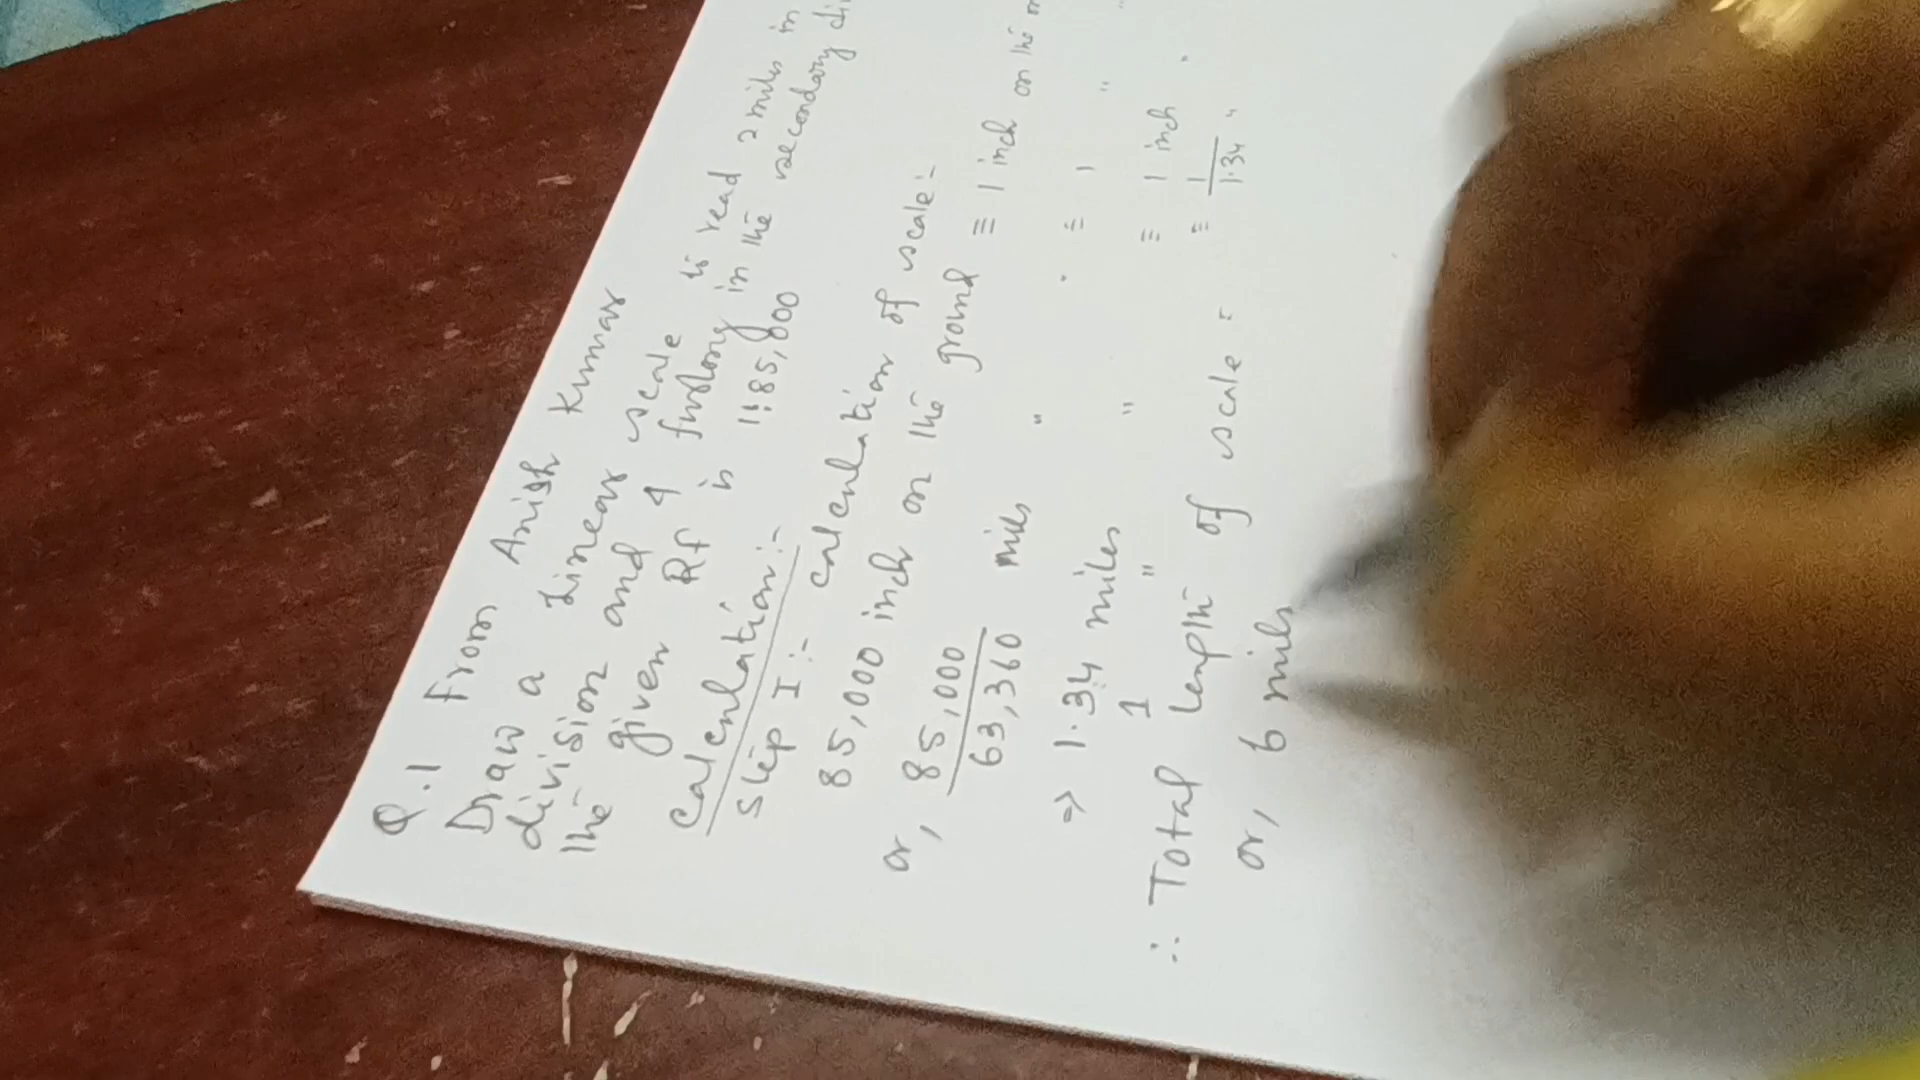 Q.1 From Anish Kumar
Draw a Linear scale to read 2 miles in
division and 4 furlong in the secondary
the given Rf is 1:85,000
Calculation:-
Step I :- calculation of scale:-
85,000 inch on the ground ≡ 1 inch on the
or, 85,000/63,360 miles " . ≡ 1 "
⇒ 1.34 miles " ≡ 1 inch "
1 " ≡ 1/1.34 "
∴ Total length of scale =
or, 6 miles